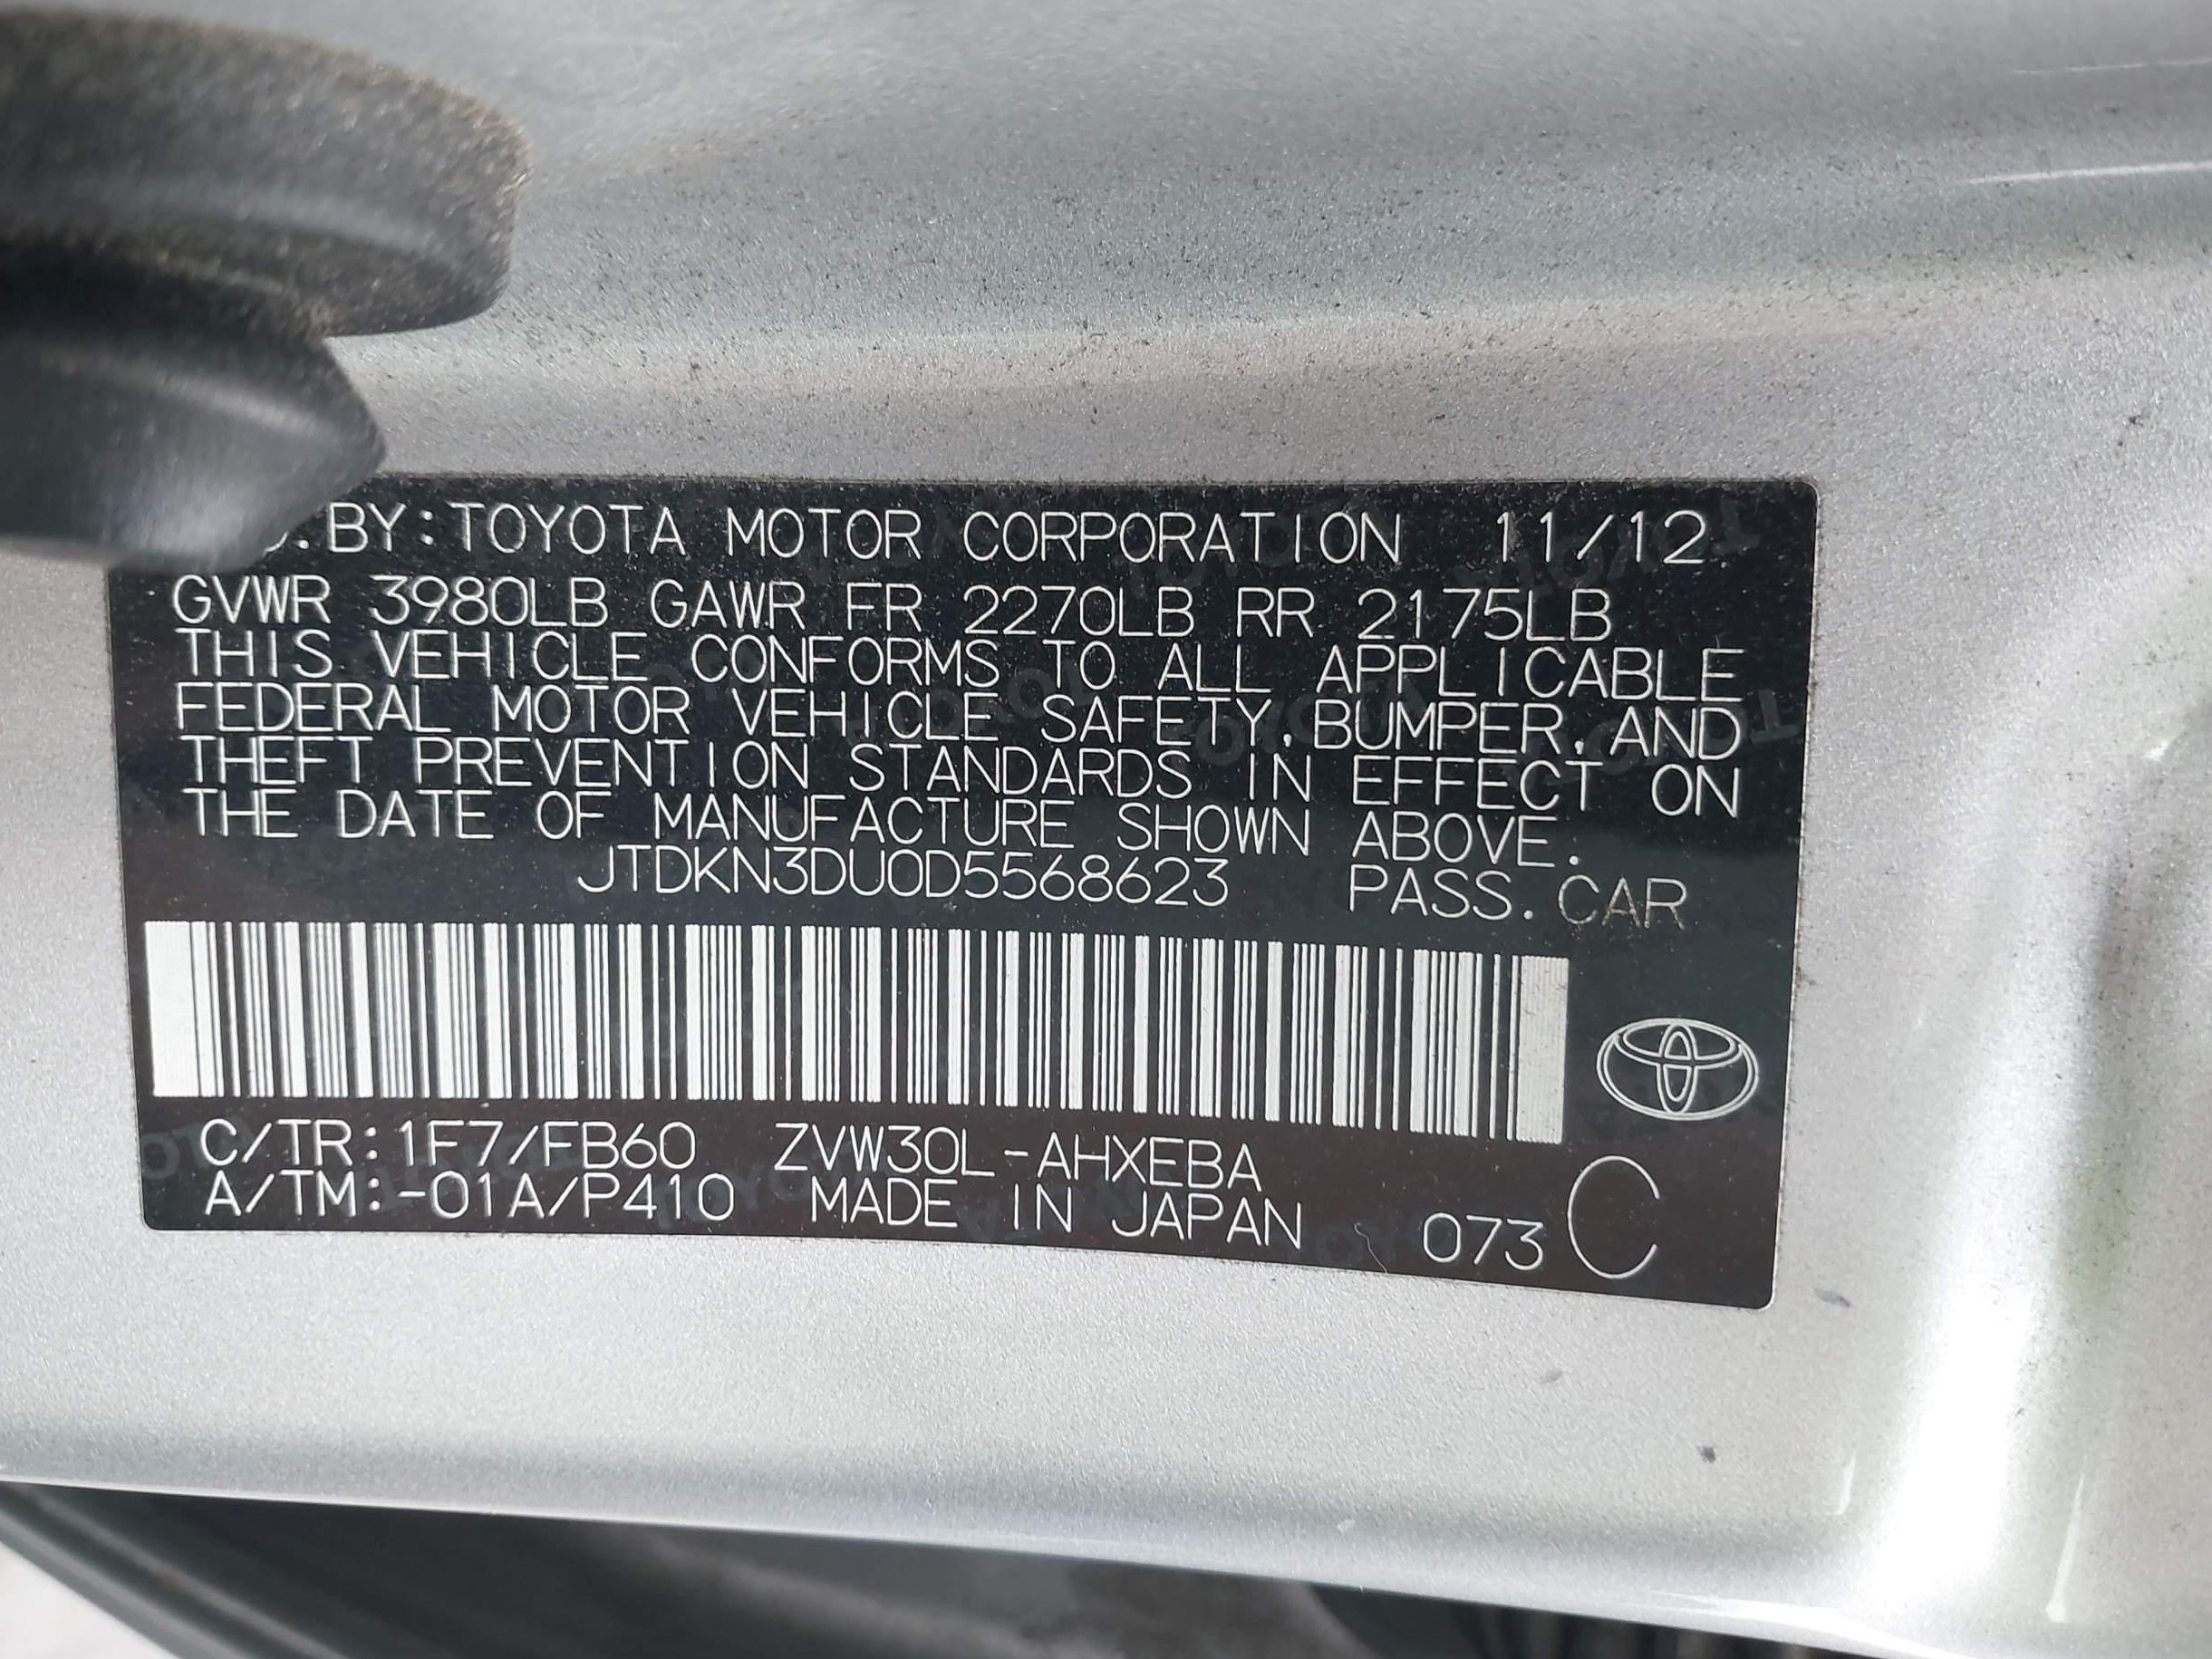 . BY:TOYOTA MOTOR CORPORATION 11/12
GVWR 3980LB GAWR FR 2270LB RR 2175LB
THIS VEHICLE CONFORMS TO ALL APPLICABLE
FEDERAL MOTOR VEHICLE SAFETY, BUMPER, AND
THEFT PREVENTION STANDARDS IN EFFECT ON
THE DATE OF MANUFACTURE SHOWN ABOVE.
JTDKN3DU0D5568623 PASS. CAR
C/TR:1F7/FB60 ZVW30L-AHXEBA
A/TM:-01A/P410 MADE IN JAPAN 073 C